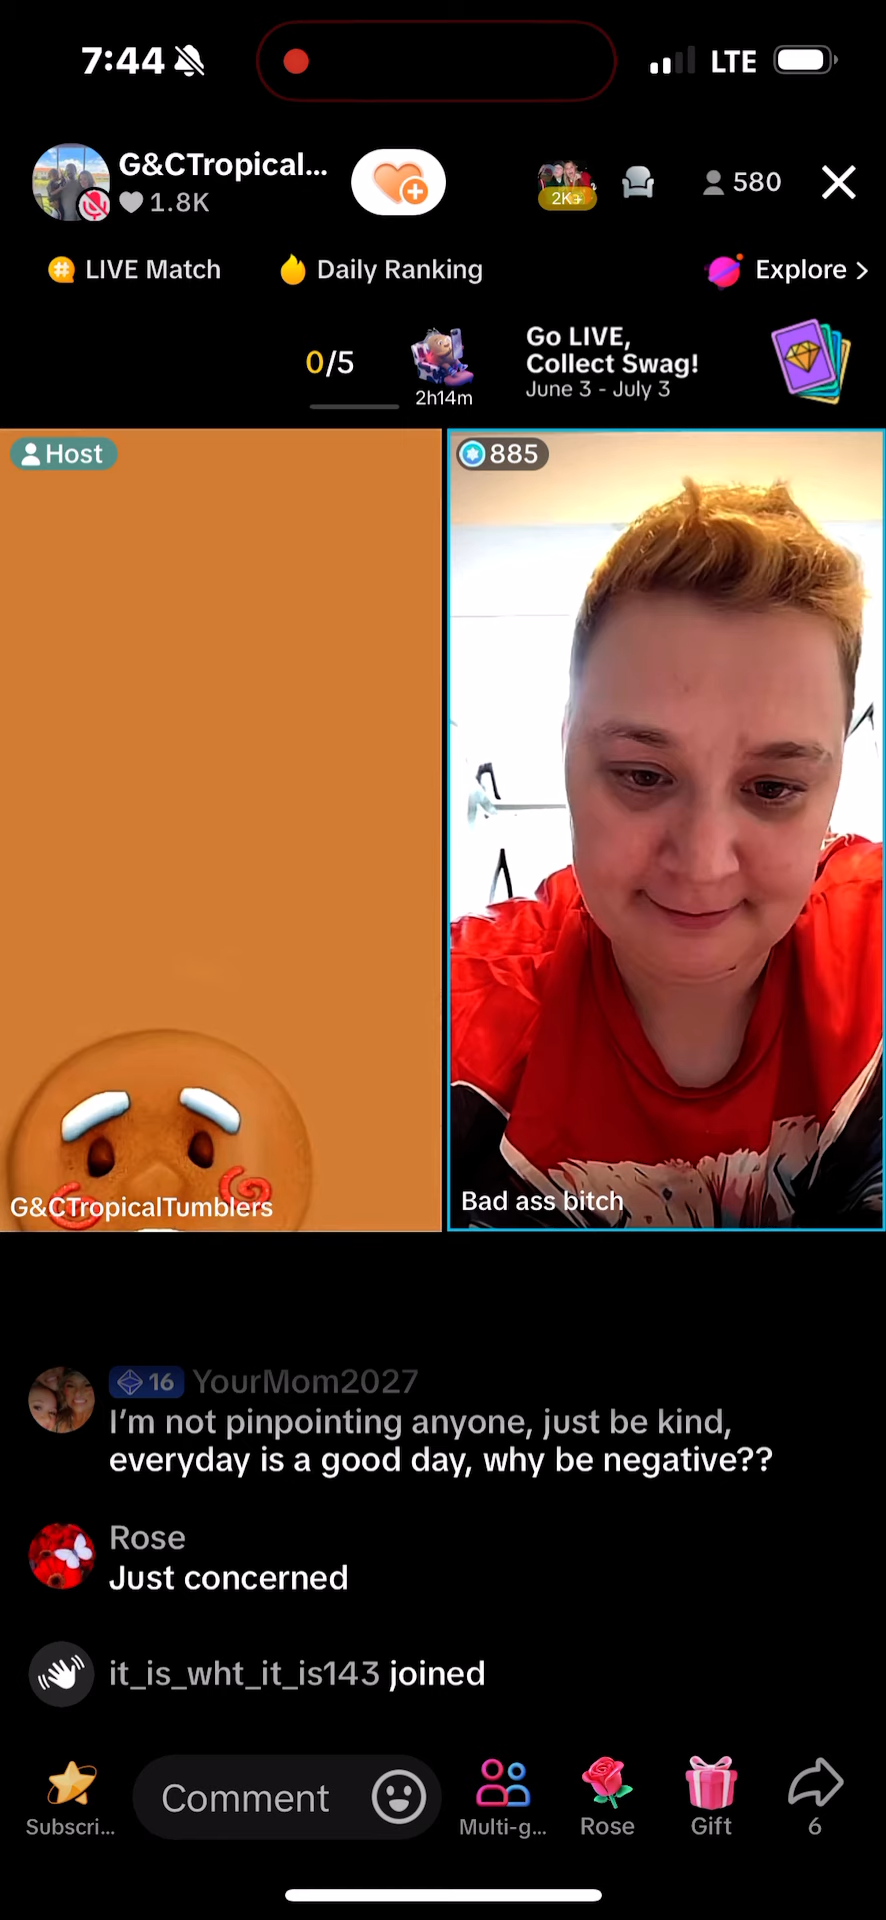 7:44
LTE
G&CTropical...
1.8K
2K+
580
LIVE Match
Daily Ranking
Explore >
0/5
2h14m
Go LIVE,
Collect Swag!
June 3 - July 3
Host
885
G&CTropicalTumblers
Bad ass bitch
16 YourMom2027
I'm not pinpointing anyone, just be kind,
everyday is a good day, why be negative??
Rose
Just concerned
it_is_wht_it_is143 joined
Subscri...
Comment
Multi-g...
Rose
Gift
6